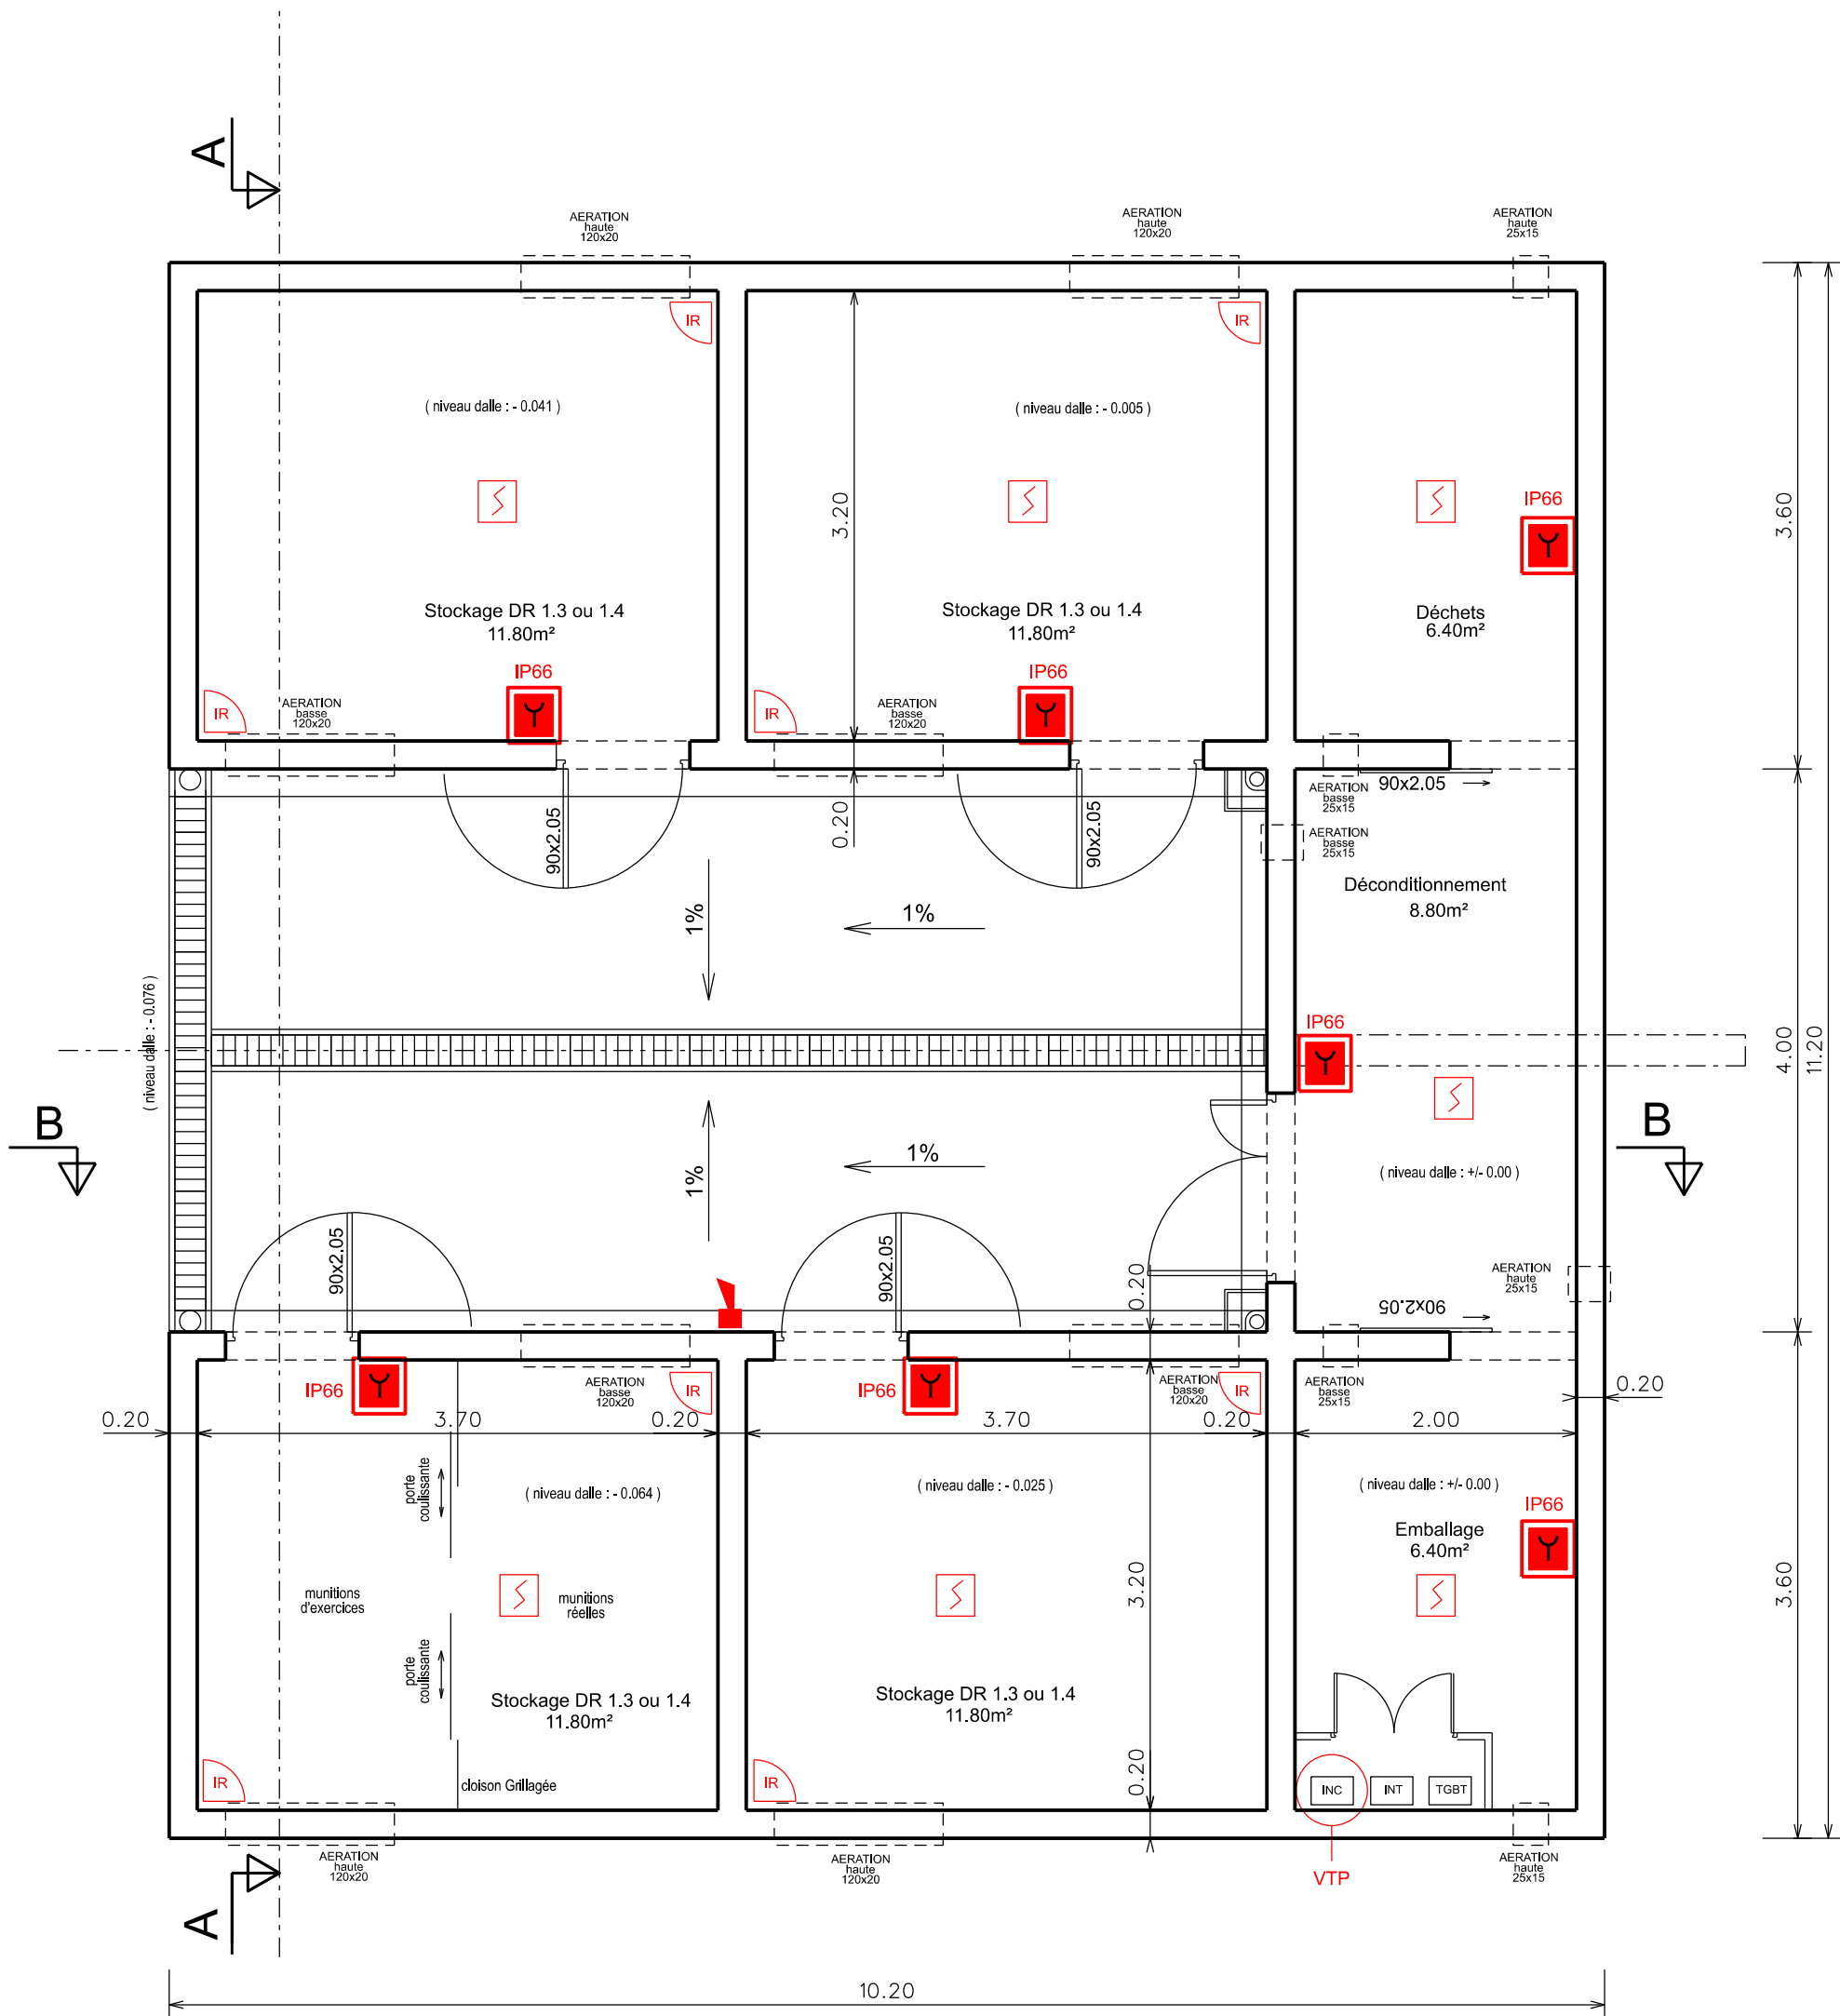 A
AERATION
haute
120x20
AERATION
haute
120x20
AERATION
haute
25x15
IR
IR
( niveau dalle : - 0.041 )
( niveau dalle : - 0.005 )
3.20
3.60
IP66
Stockage DR 1.3 ou 1.4
11.80m²
Stockage DR 1.3 ou 1.4
11.80m²
Déchets
6.40m²
IP66
IP66
IR
AERATION
basse
120x20
IR
AERATION
basse
120x20
90x2.05
90x2.05
0.20
AERATION
basse
25x15
90x2.05
AERATION
basse
25x15
Déconditionnement
8.80m²
1%
1%
( niveau dalle : - 0.076 )
IP66
4.00
11.20
B
B
1%
1%
( niveau dalle : +/- 0.00 )
90x2.05
90x2.05
0.20
AERATION
haute
25x15
90x2.05
IP66
AERATION
basse
120x20
IR
IP66
AERATION
basse
120x20
IR
AERATION
basse
25x15
0.20
0.20
3.70
0.20
3.70
0.20
2.00
porte
coulissante
( niveau dalle : - 0.064 )
( niveau dalle : - 0.025 )
( niveau dalle : +/- 0.00 )
IP66
Emballage
6.40m²
munitions
d'exercices
munitions
réelles
3.20
3.60
porte
coulissante
Stockage DR 1.3 ou 1.4
11.80m²
Stockage DR 1.3 ou 1.4
11.80m²
IR
cloison Grillagée
IR
0.20
INC
INT
TGBT
AERATION
haute
120x20
AERATION
haute
120x20
VTP
AERATION
haute
25x15
A
10.20